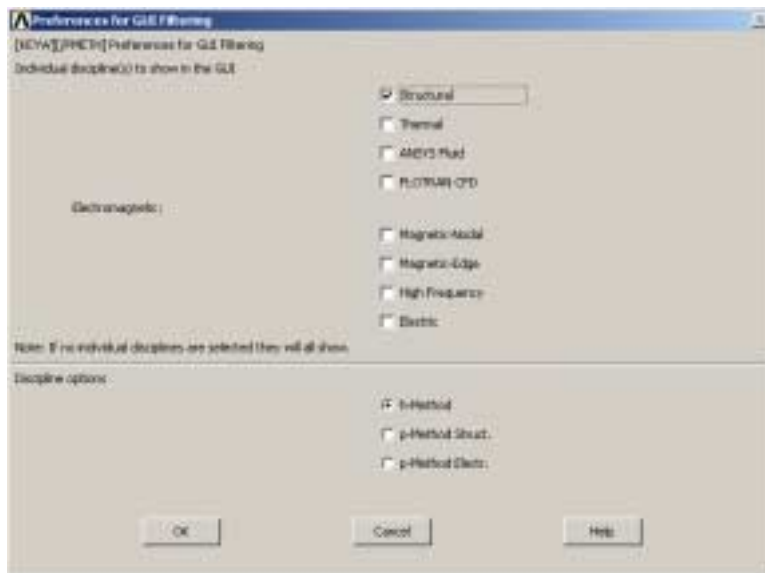 Preferences for GUI Filtering
[KEYW][/PMETH] Preferences for GUI Filtering
Individual discipline(s) to show in the GUI
Structural
Thermal
ANSYS Fluid
FLOTRAN CFD
Electromagnetic:
Magnetic-Nodal
Magnetic-Edge
High Frequency
Electric
Note: If no individual disciplines are selected they will all show.
Discipline options
h-Method
p-Method Struct.
p-Method Electr.
OK
Cancel
Help